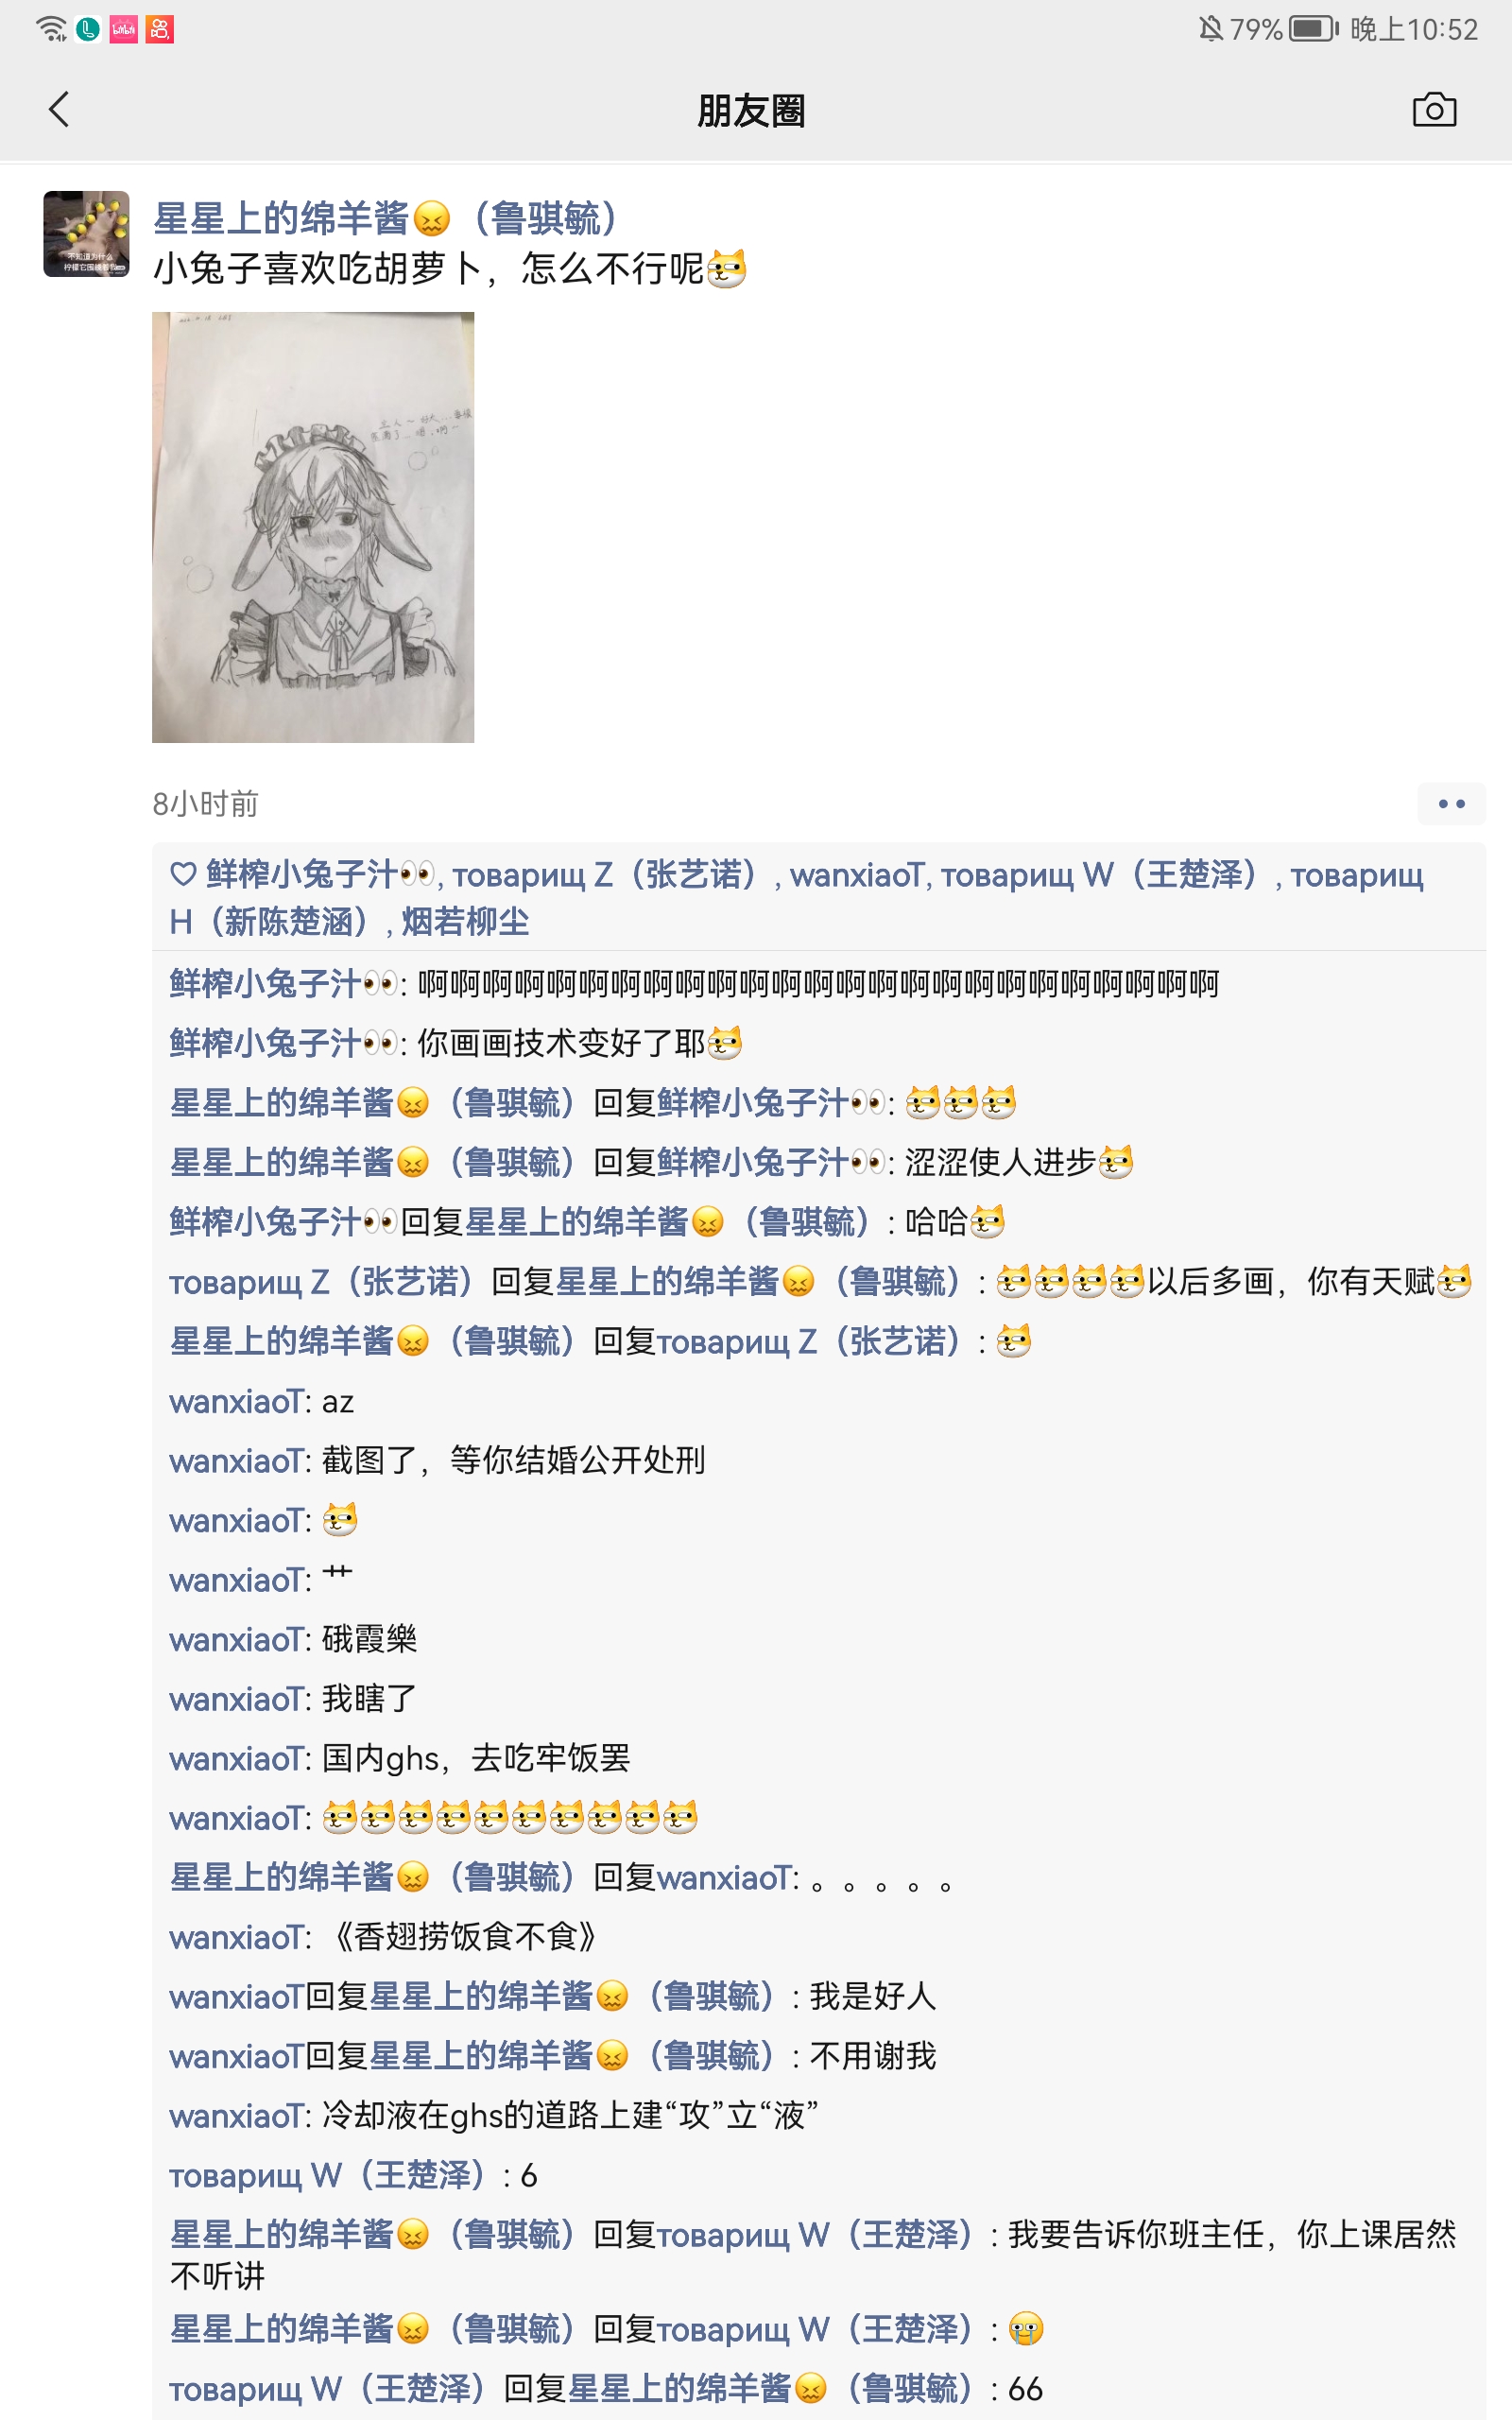 79% 晚上10:52
朋友圈
星星上的绵羊酱😖（鲁骐毓）
小兔子喜欢吃胡萝卜，怎么不行呢
不知道为什么
8小时前
鲜榨小兔子汁👀, товарищ Z（张艺诺）, wanxiaoT, товарищ W（王楚泽）, товарищ
H（新陈楚涵）, 烟若柳尘
鲜榨小兔子汁👀: 啊啊啊啊啊啊啊啊啊啊啊啊啊啊啊啊啊啊啊啊啊啊啊啊啊
鲜榨小兔子汁👀: 你画画技术变好了耶
星星上的绵羊酱😖（鲁骐毓）回复鲜榨小兔子汁👀:
星星上的绵羊酱😖（鲁骐毓）回复鲜榨小兔子汁👀: 涩涩使人进步
鲜榨小兔子汁👀回复星星上的绵羊酱😖（鲁骐毓）: 哈哈
товарищ Z（张艺诺）回复星星上的绵羊酱😖（鲁骐毓）: 以后多画，你有天赋
星星上的绵羊酱😖（鲁骐毓）回复товарищ Z（张艺诺）:
wanxiaoT: az
wanxiaoT: 截图了，等你结婚公开处刑
wanxiaoT:
wanxiaoT: 艹
wanxiaoT: 硪霞樂
wanxiaoT: 我瞎了
wanxiaoT: 国内ghs，去吃牢饭罢
wanxiaoT:
星星上的绵羊酱😖（鲁骐毓）回复wanxiaoT: 。。。。。
wanxiaoT: 《香翅捞饭食不食》
wanxiaoT回复星星上的绵羊酱😖（鲁骐毓）: 我是好人
wanxiaoT回复星星上的绵羊酱😖（鲁骐毓）: 不用谢我
wanxiaoT: 冷却液在ghs的道路上建“攻”立“液”
товарищ W（王楚泽）: 6
星星上的绵羊酱😖（鲁骐毓）回复товарищ W（王楚泽）: 我要告诉你班主任，你上课居然
不听讲
星星上的绵羊酱😖（鲁骐毓）回复товарищ W（王楚泽）: 😭
товарищ W（王楚泽）回复星星上的绵羊酱😖（鲁骐毓）: 66